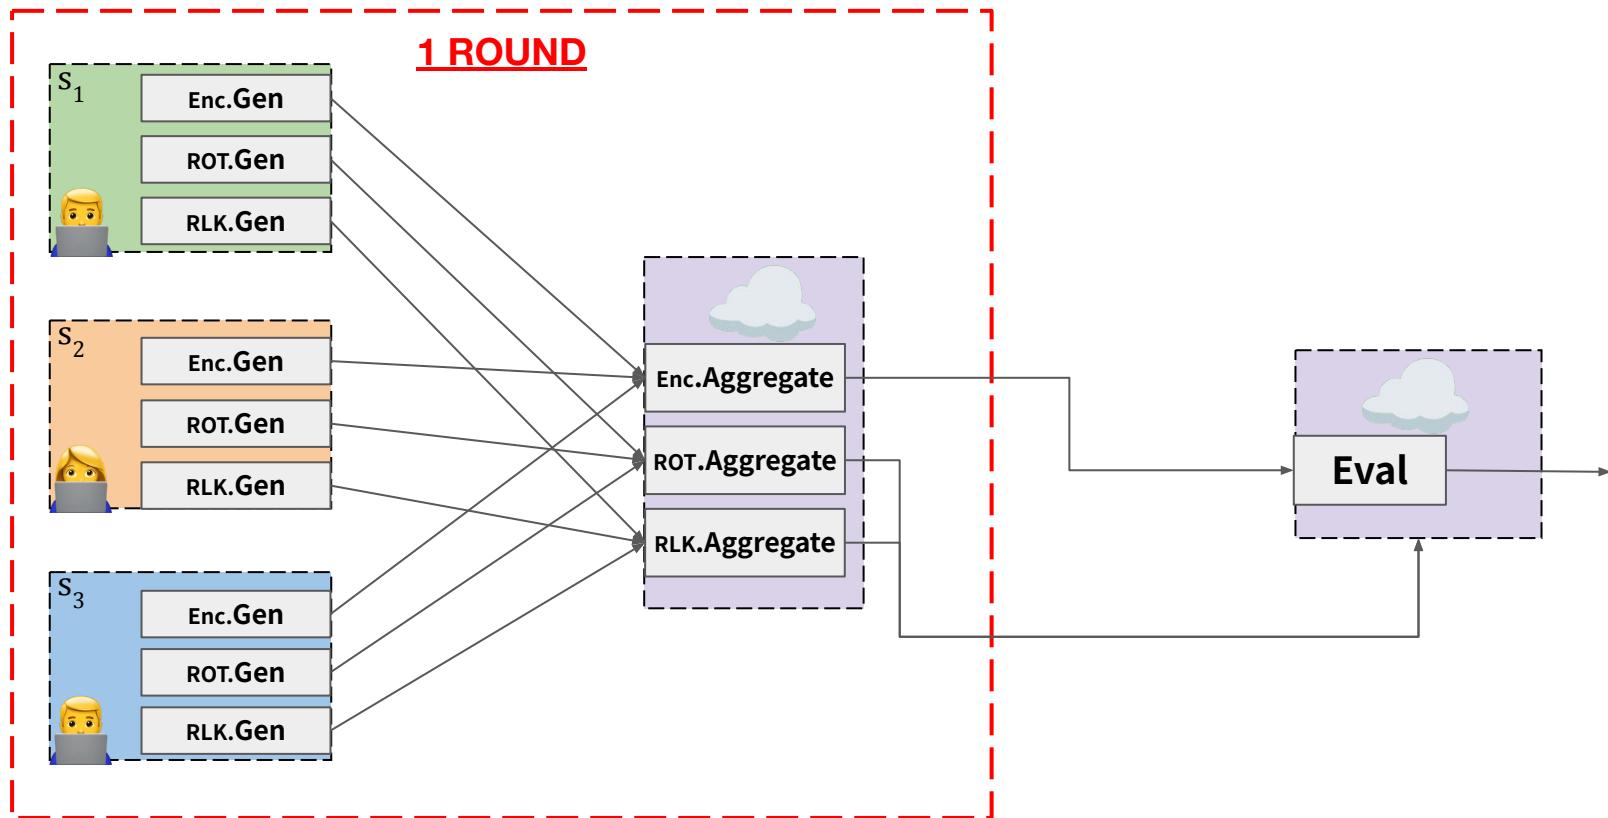 1 ROUND
s1
Enc.Gen
ROT.Gen
RLK.Gen
s2
Enc.Gen
ROT.Gen
RLK.Gen
s3
Enc.Gen
ROT.Gen
RLK.Gen
Enc.Aggregate
ROT.Aggregate
RLK.Aggregate
Eval